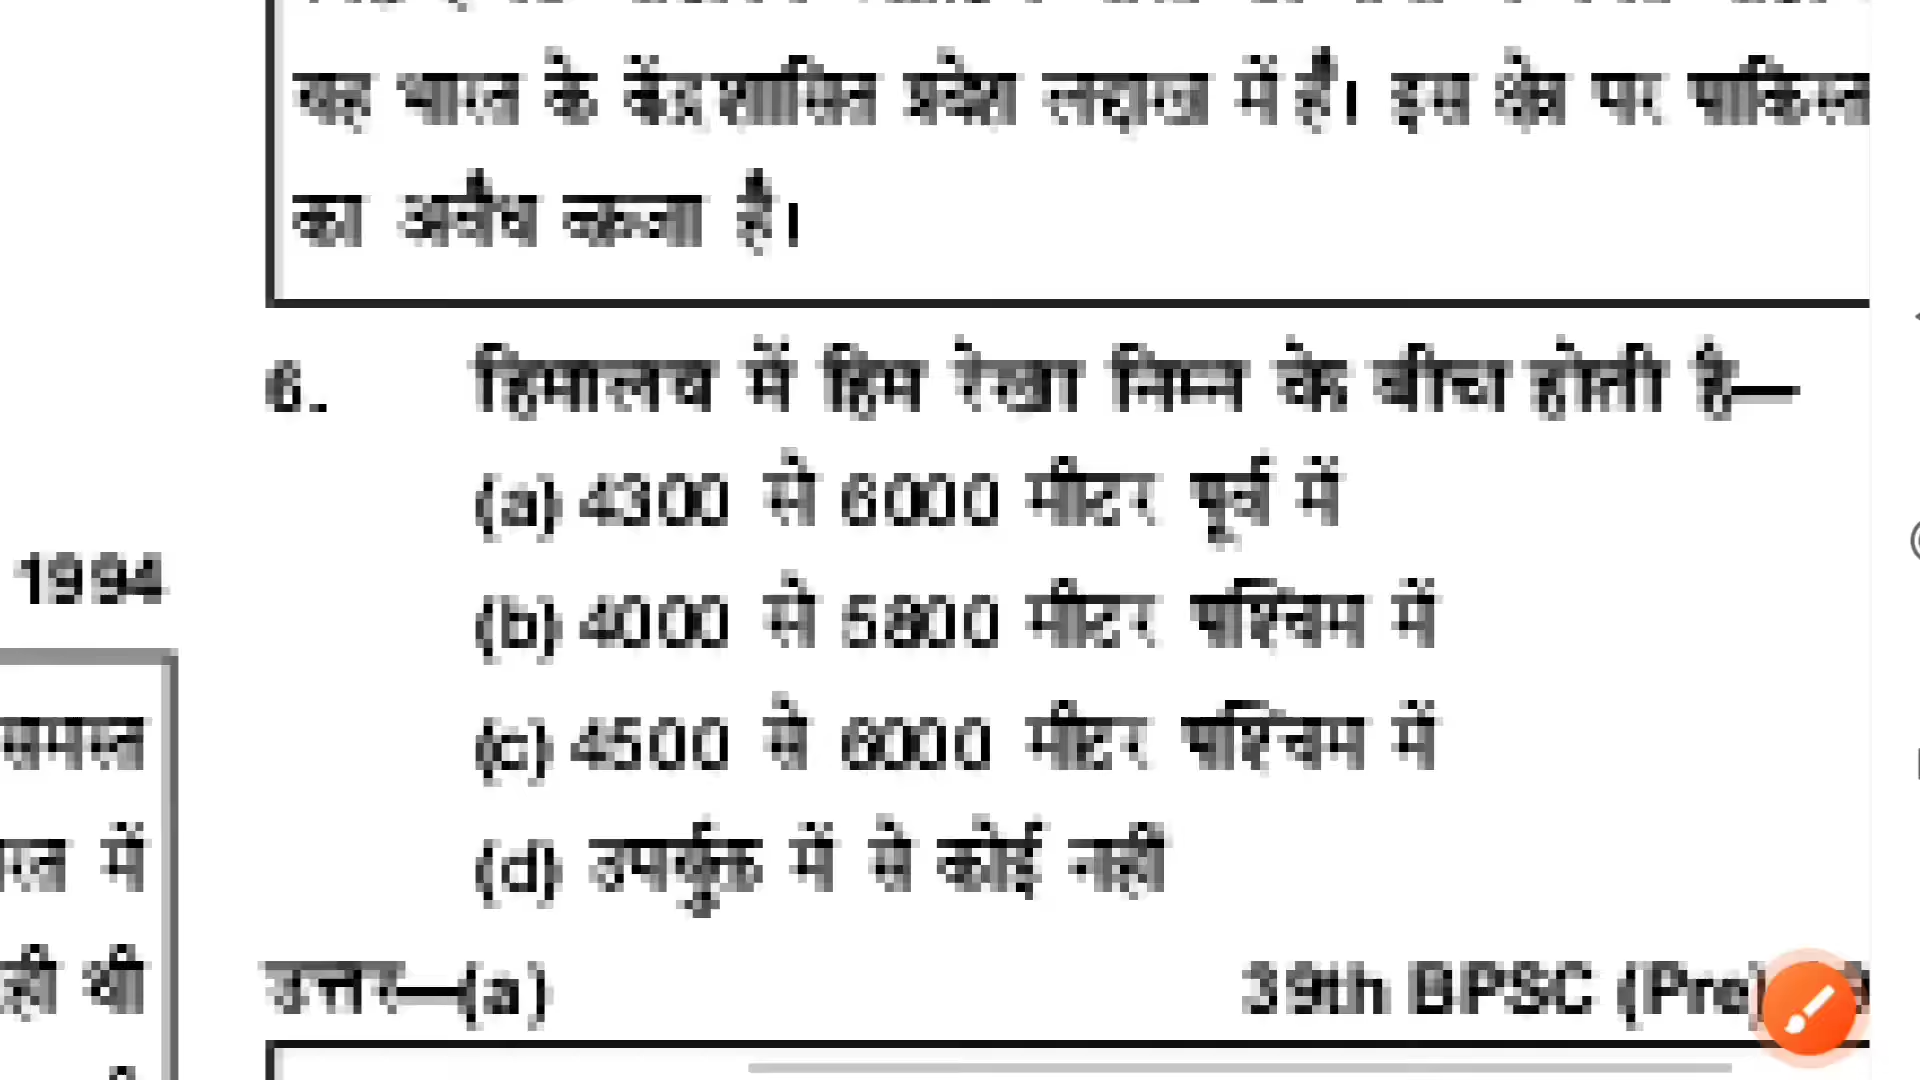 यह भारत के केंद्रशासित प्रदेश लद्दाख में है। इस क्षेत्र पर
का अवैध कब्जा है।
6. हिमालय में हिम रेखा निम्न के बीच होती है—
(a) 4300 से 6000 मीटर पूर्व में
(b) 4000 से 5800 मीटर पश्चिम में
(c) 4500 से 6000 मीटर पश्चिम में
(d) उपर्युक्त में से कोई नहीं
उत्तर—(a) 39th BPSC (Pre)
1994
समस्त
में
थी